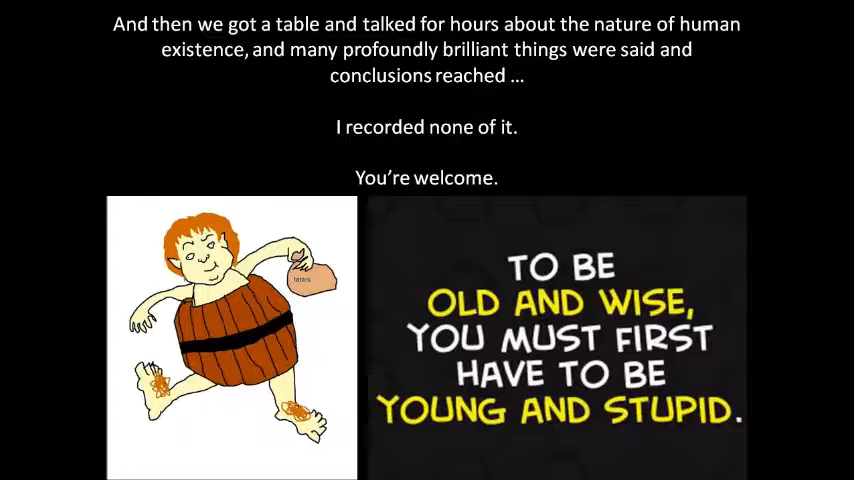 And then we got a table and talked for hours about the nature of human
existence, and many profoundly brilliant things were said and
conclusions reached ...
I recorded none of it.
You're welcome.
taters
TO BE
OLD AND WISE,
YOU MUST FIRST
HAVE TO BE
YOUNG AND STUPID.